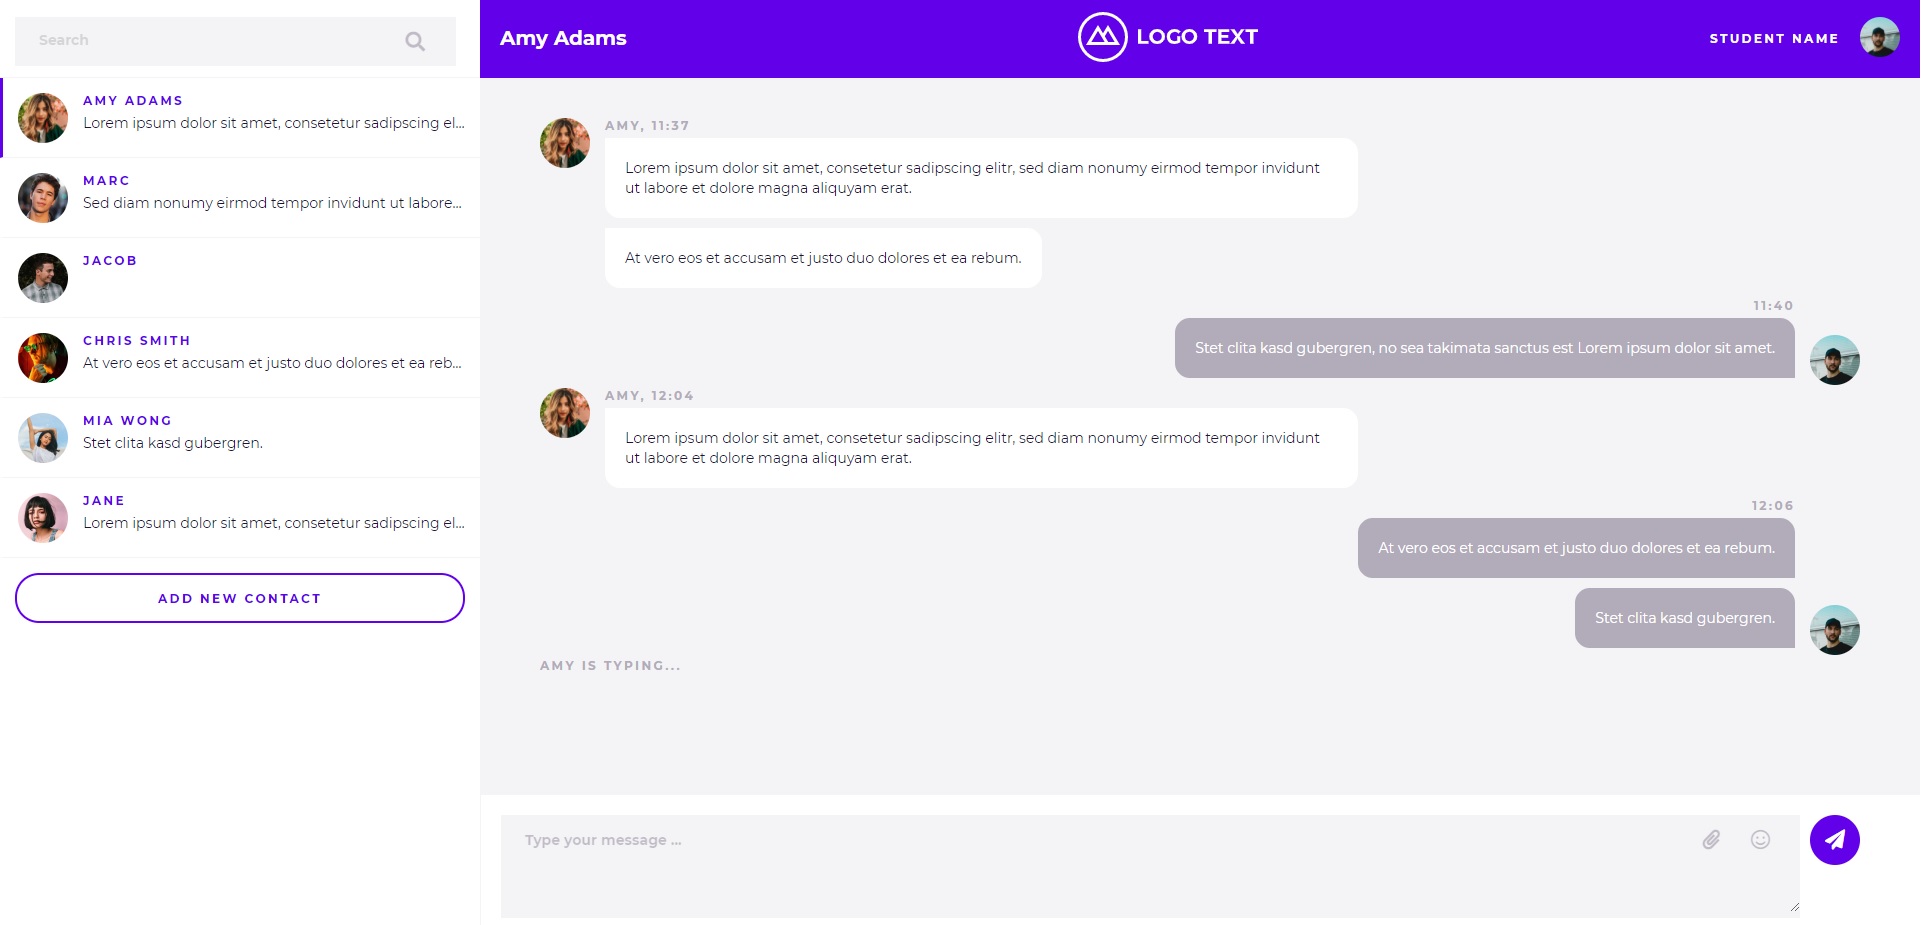 Search
AMY ADAMS
Lorem ipsum dolor sit amet, consetetur sadipscing el...
MARC
Sed diam nonumy eirmod tempor invidunt ut labore...
JACOB
CHRIS SMITH
At vero eos et accusam et justo duo dolores et ea reb...
MIA WONG
Stet clita kasd gubergren.
JANE
Lorem ipsum dolor sit amet, consetetur sadipscing el...
ADD NEW CONTACT
Amy Adams
LOGO TEXT
STUDENT NAME
AMY, 11:37
Lorem ipsum dolor sit amet, consetetur sadipscing elitr, sed diam nonumy eirmod tempor invidunt
ut labore et dolore magna aliquyam erat.
At vero eos et accusam et justo duo dolores et ea rebum.
11:40
Stet clita kasd gubergren, no sea takimata sanctus est Lorem ipsum dolor sit amet.
AMY, 12:04
Lorem ipsum dolor sit amet, consetetur sadipscing elitr, sed diam nonumy eirmod tempor invidunt
ut labore et dolore magna aliquyam erat.
12:06
At vero eos et accusam et justo duo dolores et ea rebum.
Stet clita kasd gubergren.
AMY IS TYPING...
Type your message ...